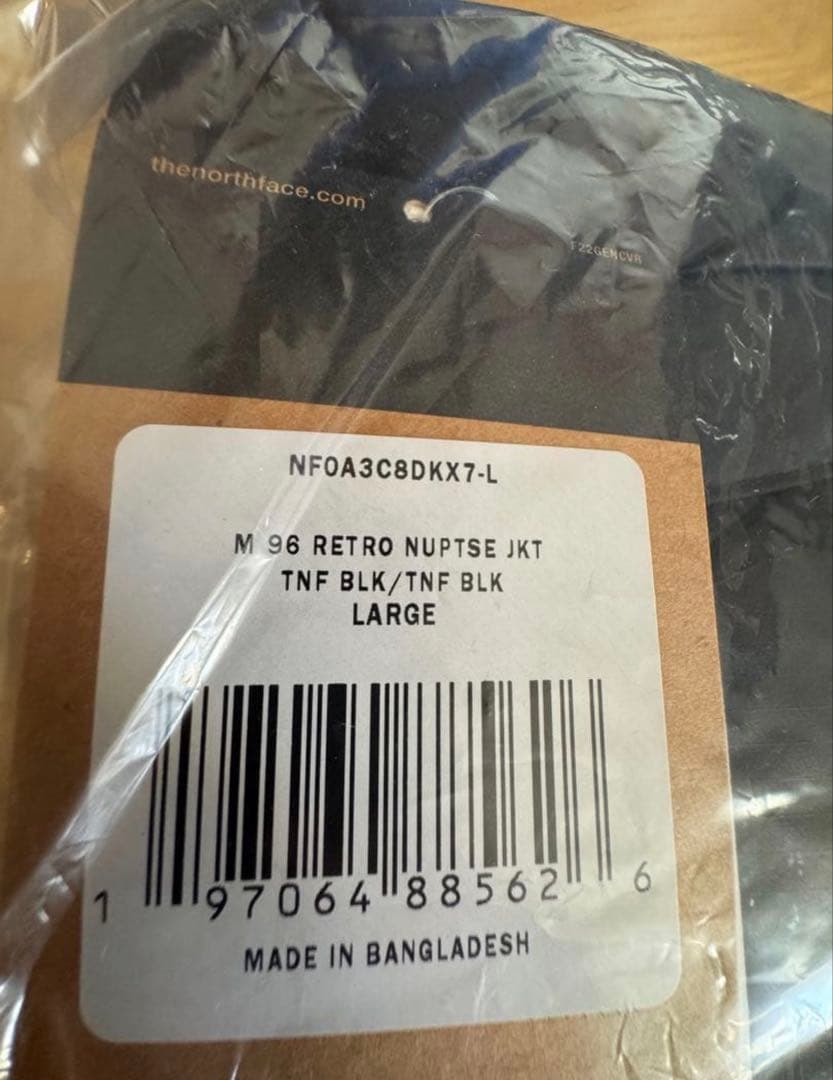 thenorthface.com
F22GENCVR
NF0A3C8DKX7-L
M 96 RETRO NUPTSE JKT
TNF BLK/TNF BLK
LARGE
1 97064 88562 6
MADE IN BANGLADESH